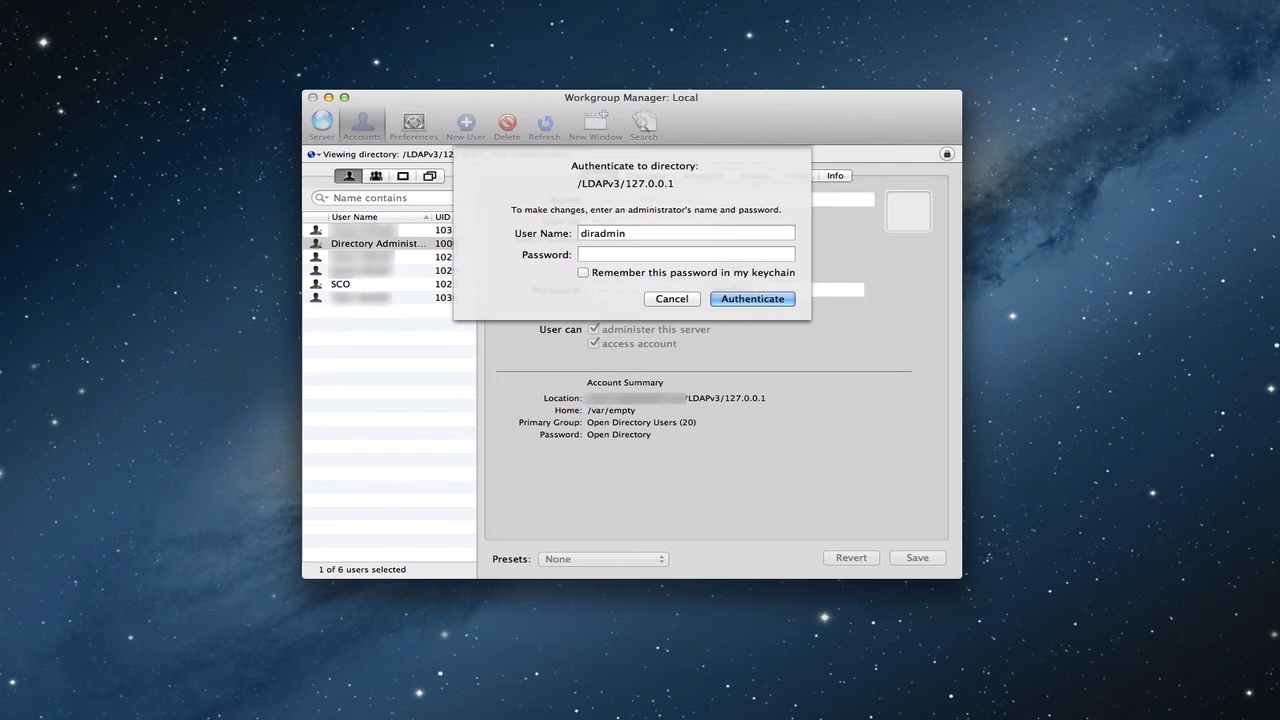 Workgroup Manager: Local
Server Accounts Preferences New User Delete Refresh New Window Search
Viewing directory: /LDAPv3/12
Info
Name contains
User Name UID
103
Directory Administ... 100
102
102
SCO 102
103
1 of 6 users selected
Authenticate to directory:
/LDAPv3/127.0.0.1
To make changes, enter an administrator's name and password.
User Name: diradmin
Password:
Remember this password in my keychain
Cancel Authenticate
User can administer this server
access account
Account Summary
Location: /LDAPv3/127.0.0.1
Home: /var/empty
Primary Group: Open Directory Users (20)
Password: Open Directory
Presets: None Revert Save